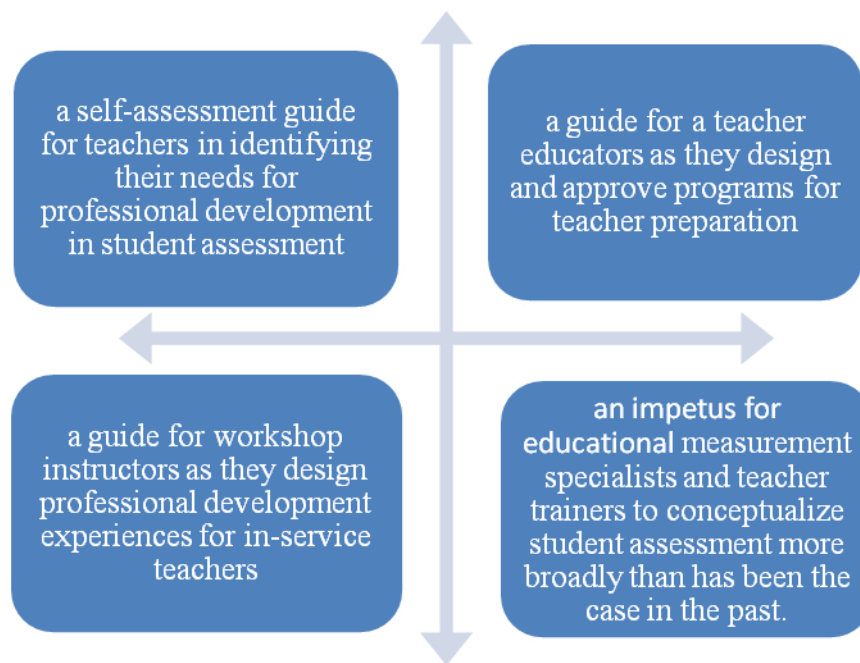 a self-assessment guide
for teachers in identifying
their needs for
professional development
in student assessment
a guide for a teacher
educators as they design
and approve programs for
teacher preparation
a guide for workshop
instructors as they design
professional development
experiences for in-service
teachers
an impetus for
educational measurement
specialists and teacher
trainers to conceptualize
student assessment more
broadly than has been the
case in the past.